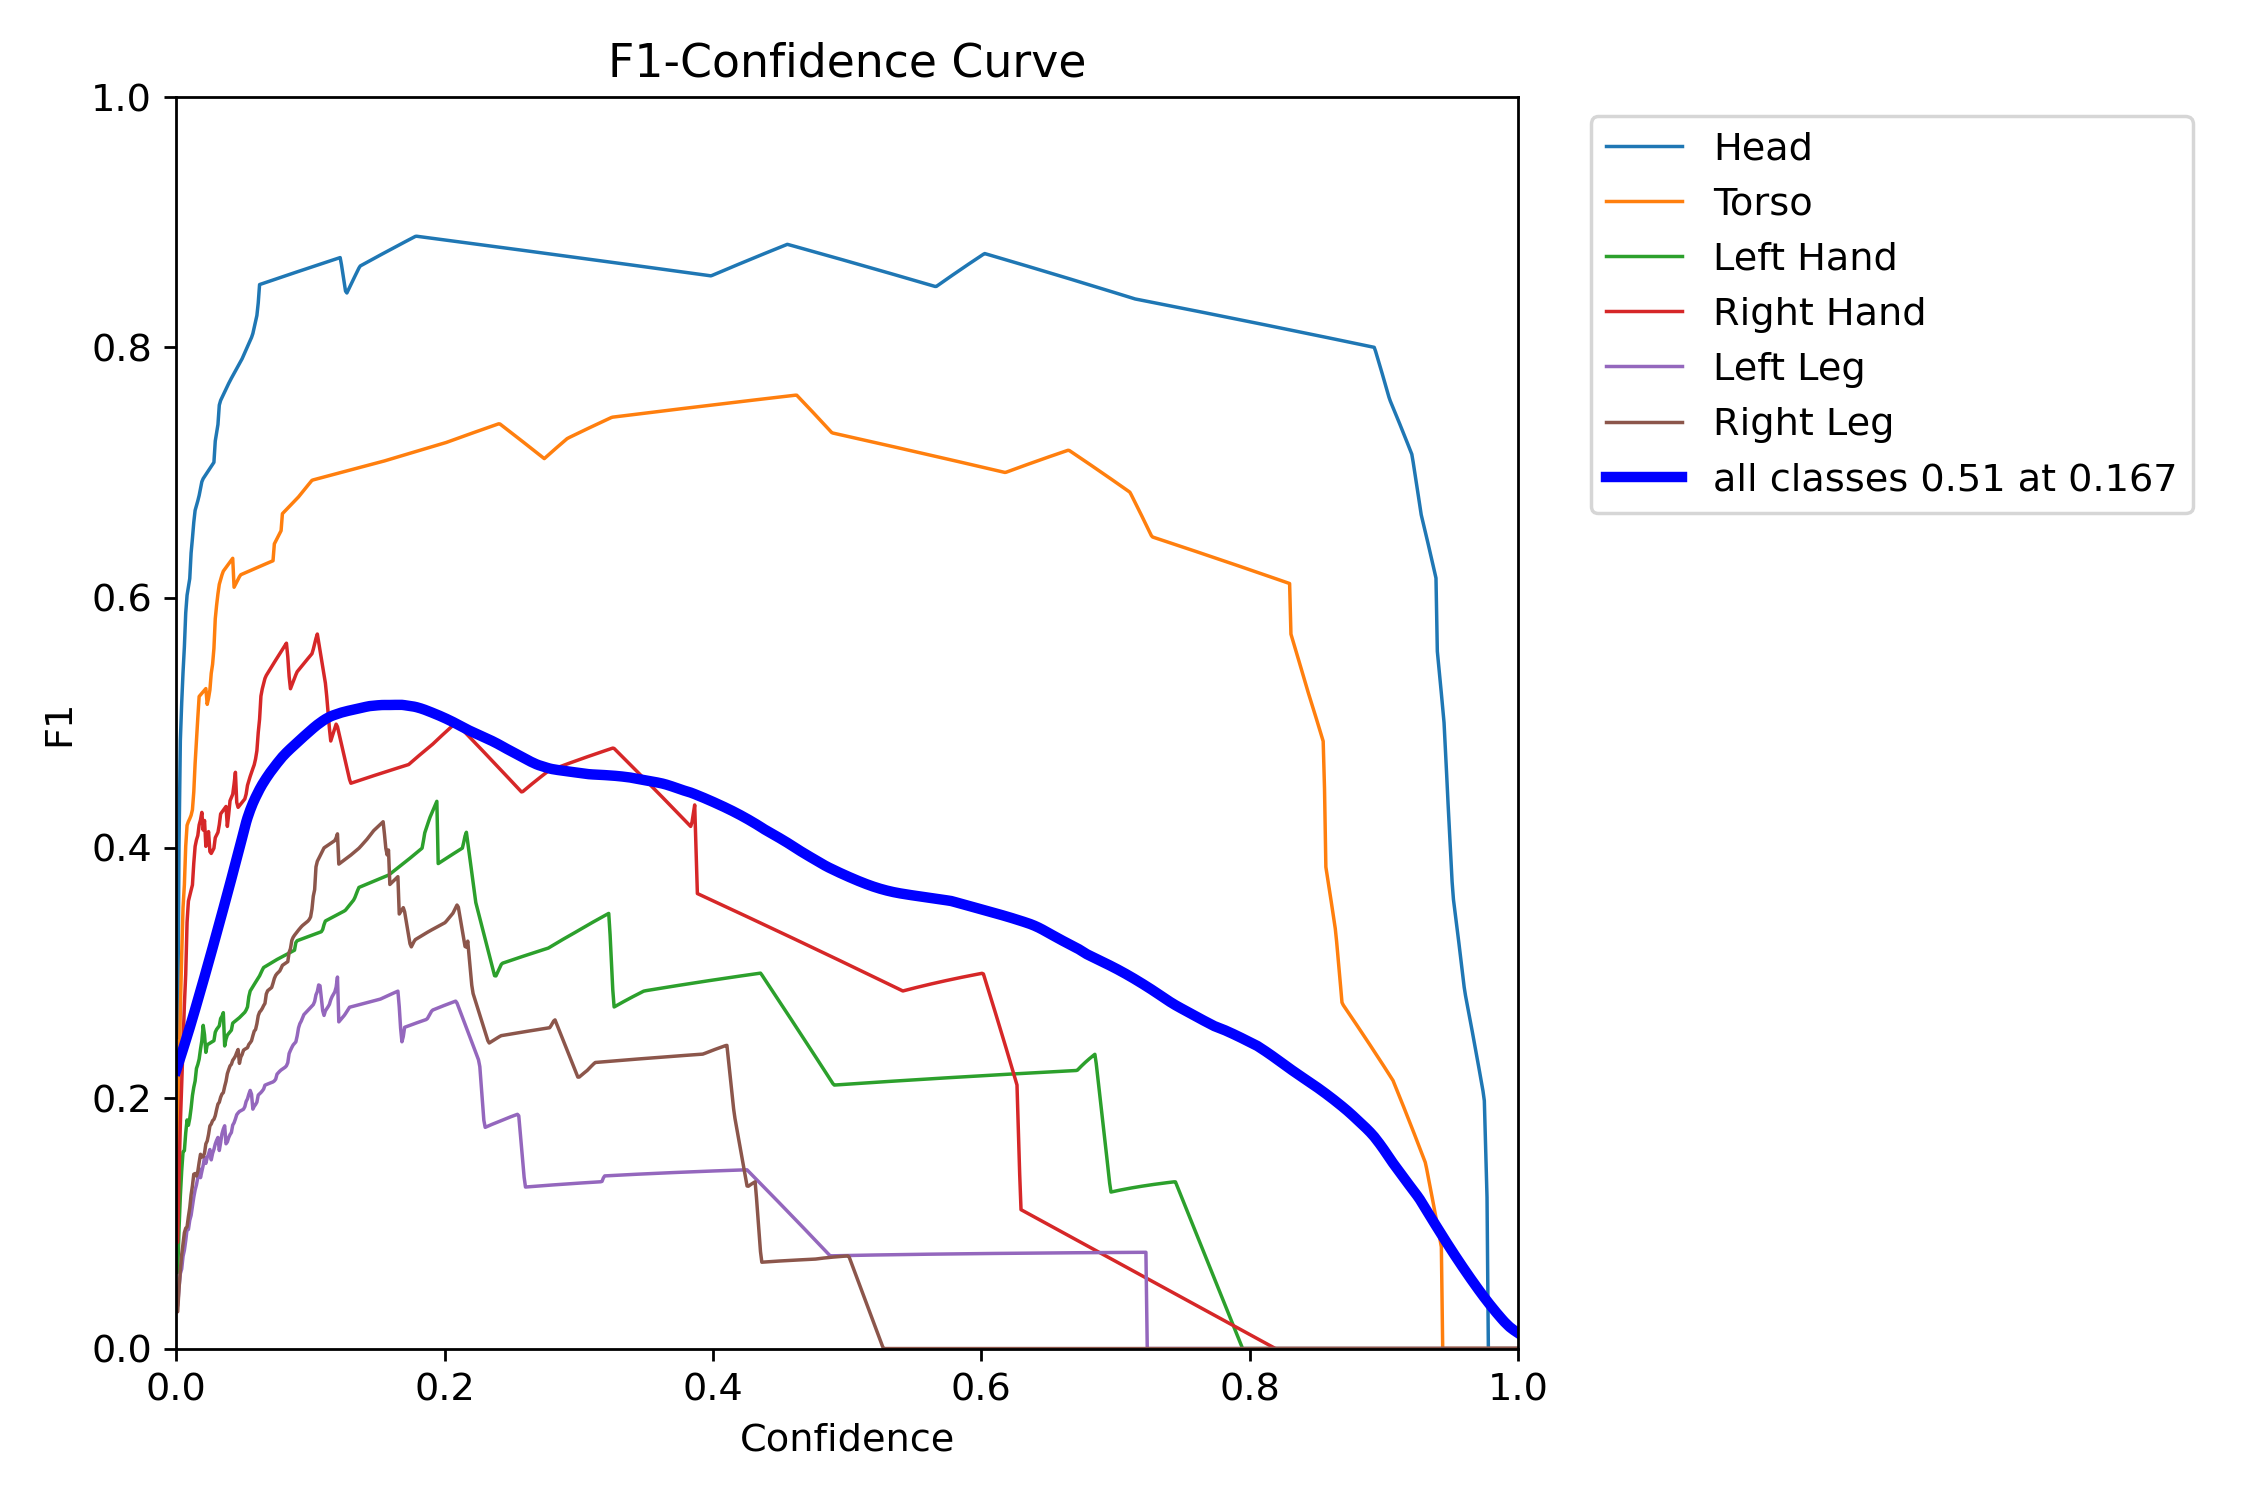 F1-Confidence Curve
1.0
0.8
0.6
0.4
0.2
0.0
F1
0.0 0.2 0.4 0.6 0.8 1.0
Confidence
Head
Torso
Left Hand
Right Hand
Left Leg
Right Leg
all classes 0.51 at 0.167